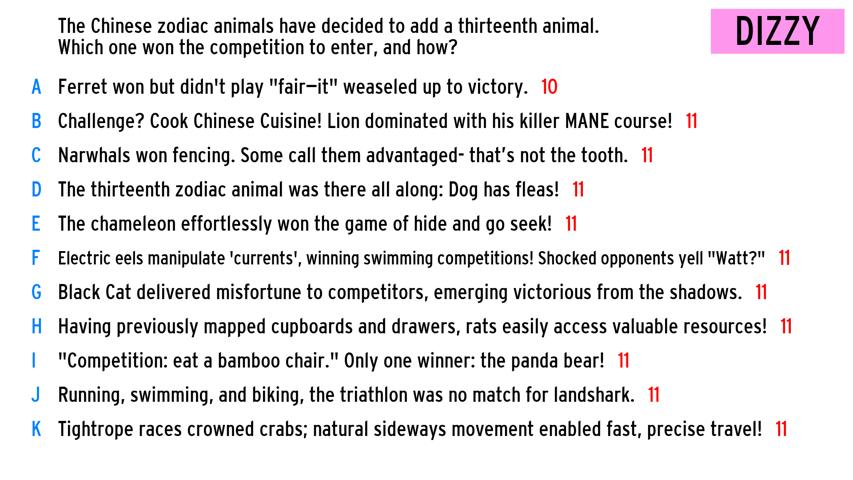 The Chinese zodiac animals have decided to add a thirteenth animal.
DIZZY
Which one won the competition to enter, and how?
A Ferret won but didn't play "fair–it" weaseled up to victory. 10
B Challenge? Cook Chinese Cuisine! Lion dominated with his killer MANE course! 11
C Narwhals won fencing. Some call them advantaged- that’s not the tooth. 11
D The thirteenth zodiac animal was there all along: Dog has fleas! 11
E The chameleon effortlessly won the game of hide and go seek! 11
F Electric eels manipulate 'currents', winning swimming competitions! Shocked opponents yell "Watt?" 11
G Black Cat delivered misfortune to competitors, emerging victorious from the shadows. 11
H Having previously mapped cupboards and drawers, rats easily access valuable resources! 11
I "Competition: eat a bamboo chair." Only one winner: the panda bear! 11
J Running, swimming, and biking, the triathlon was no match for landshark. 11
K Tightrope races crowned crabs; natural sideways movement enabled fast, precise travel! 11